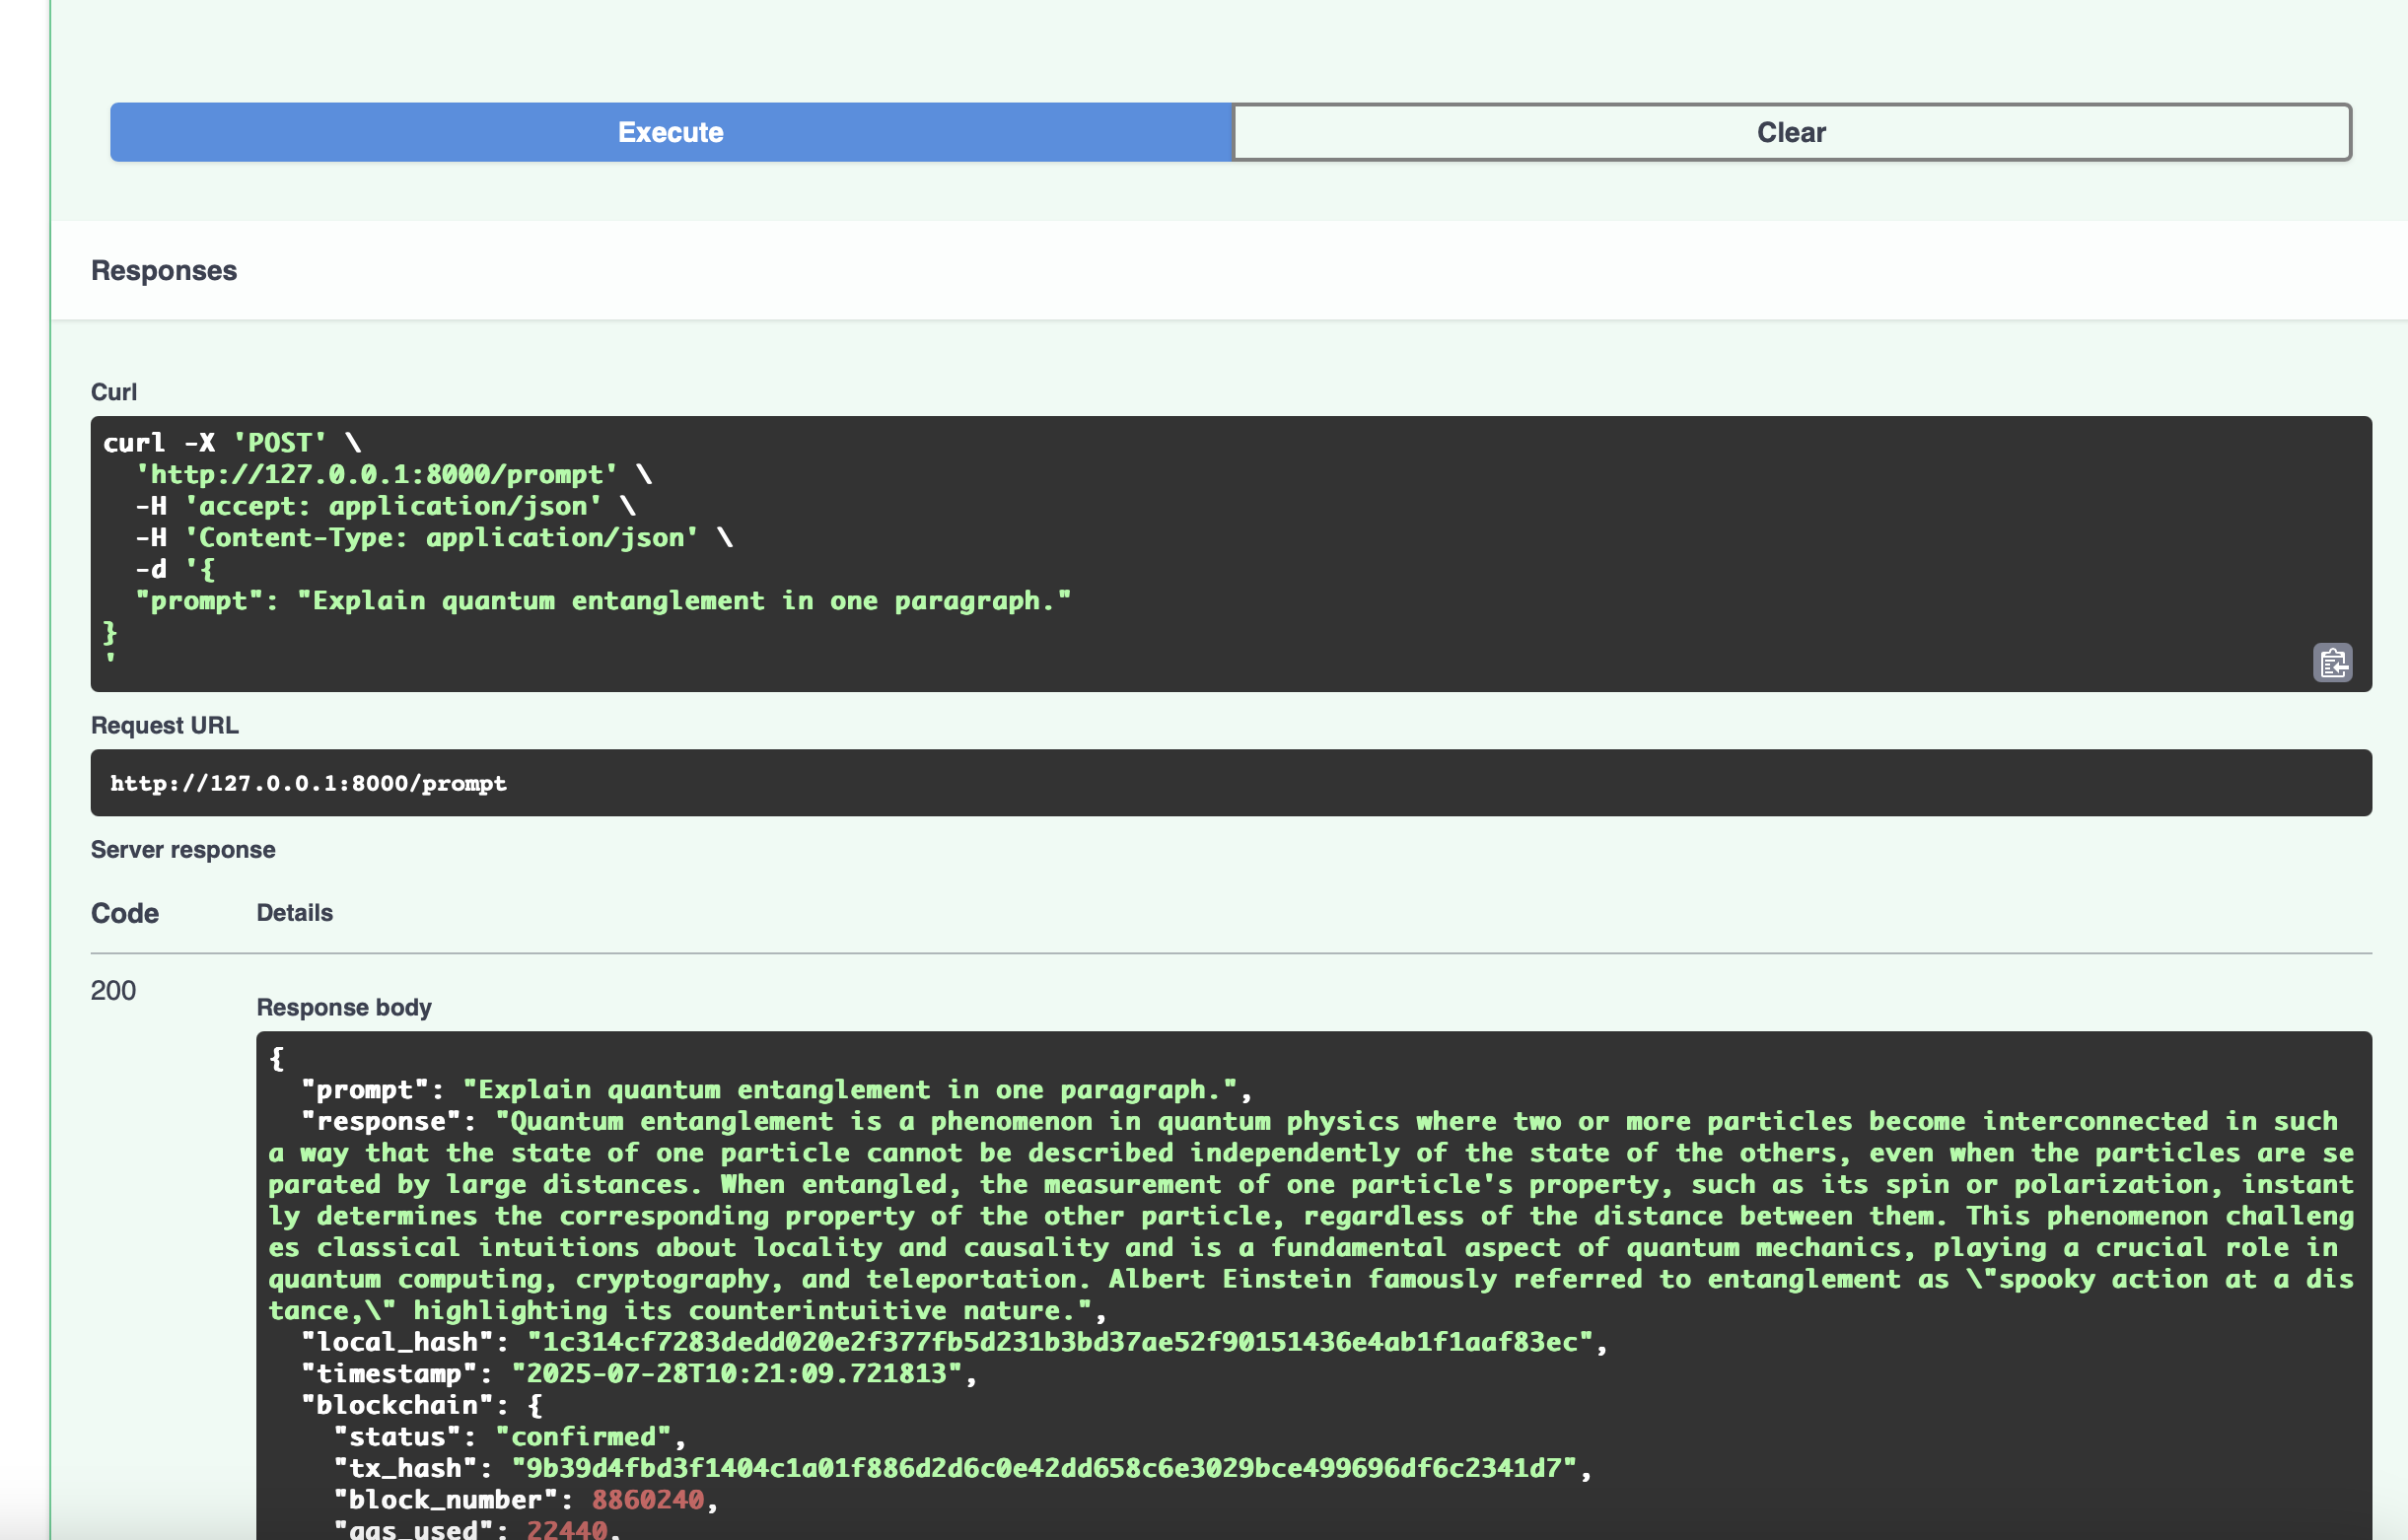 Execute
Clear
Responses
Curl
curl -X 'POST' \
'http://127.0.0.1:8000/prompt' \
-H 'accept: application/json' \
-H 'Content-Type: application/json' \
-d '{
"prompt": "Explain quantum entanglement in one paragraph."
}
'
Request URL
http://127.0.0.1:8000/prompt
Server response
Code
Details
200
Response body
{
"prompt": "Explain quantum entanglement in one paragraph.",
"response": "Quantum entanglement is a phenomenon in quantum physics where two or more particles become interconnected in such
a way that the state of one particle cannot be described independently of the state of the others, even when the particles are se
parated by large distances. When entangled, the measurement of one particle's property, such as its spin or polarization, instant
ly determines the corresponding property of the other particle, regardless of the distance between them. This phenomenon challeng
es classical intuitions about locality and causality and is a fundamental aspect of quantum mechanics, playing a crucial role in
quantum computing, cryptography, and teleportation. Albert Einstein famously referred to entanglement as \"spooky action at a dis
tance,\" highlighting its counterintuitive nature.",
"local_hash": "1c314cf7283dedd020e2f377fb5d231b3bd37ae52f90151436e4ab1f1aaf83ec",
"timestamp": "2025-07-28T10:21:09.721813",
"blockchain": {
"status": "confirmed",
"tx_hash": "9b39d4fbd3f1404c1a01f886d2d6c0e42dd658c6e3029bce499696df6c2341d7",
"block_number": 8860240,
"gas_used": 22440,